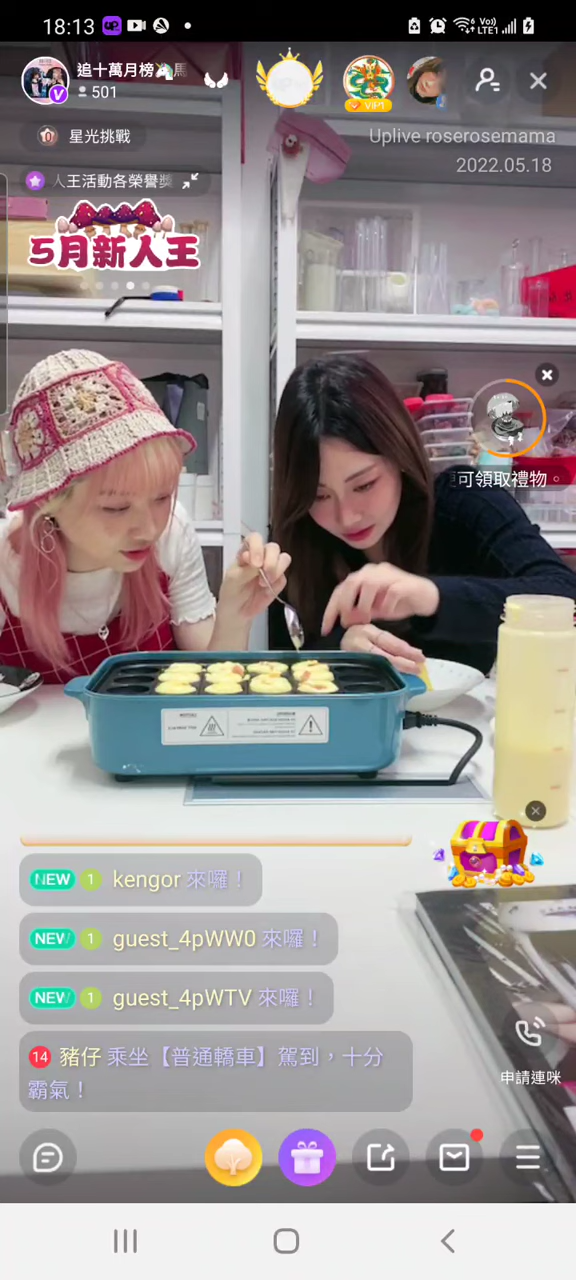 18:13
追十萬月榜🦄馬
501
VIP1
星光挑戰
Uplive roserosemama
2022.05.18
人王活動各榮譽獎
5月新人王
可領取禮物。
NEW 1 kengor 來囉！
NEW 1 guest_4pWW0 來囉！
NEW 1 guest_4pWTV 來囉！
14 豬仔 乘坐【普通轎車】駕到，十分
霸氣！
申請連咪